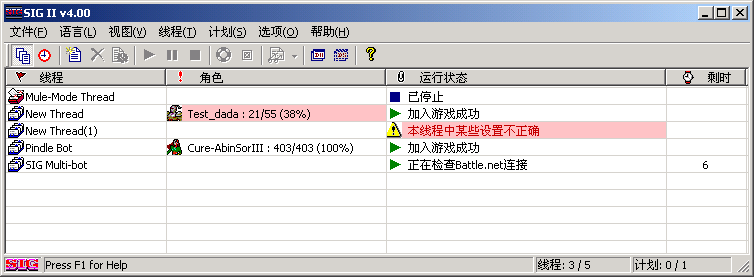 SIG II v4.00
文件(F) 语言(L) 视图(V) 线程(T) 计划(S) 选项(O) 帮助(H)
线程 角色 运行状态 剩时
Mule-Mode Thread 已停止
New Thread Test_dada : 21/55 (38%) 加入游戏成功
New Thread(1) 本线程中某些设置不正确
Pindle Bot Cure-AbinSorIII : 403/403 (100%) 加入游戏成功
SIG Multi-bot 正在检查Battle.net连接 6
SIG Press F1 for Help 线程: 3 / 5 计划: 0 / 1